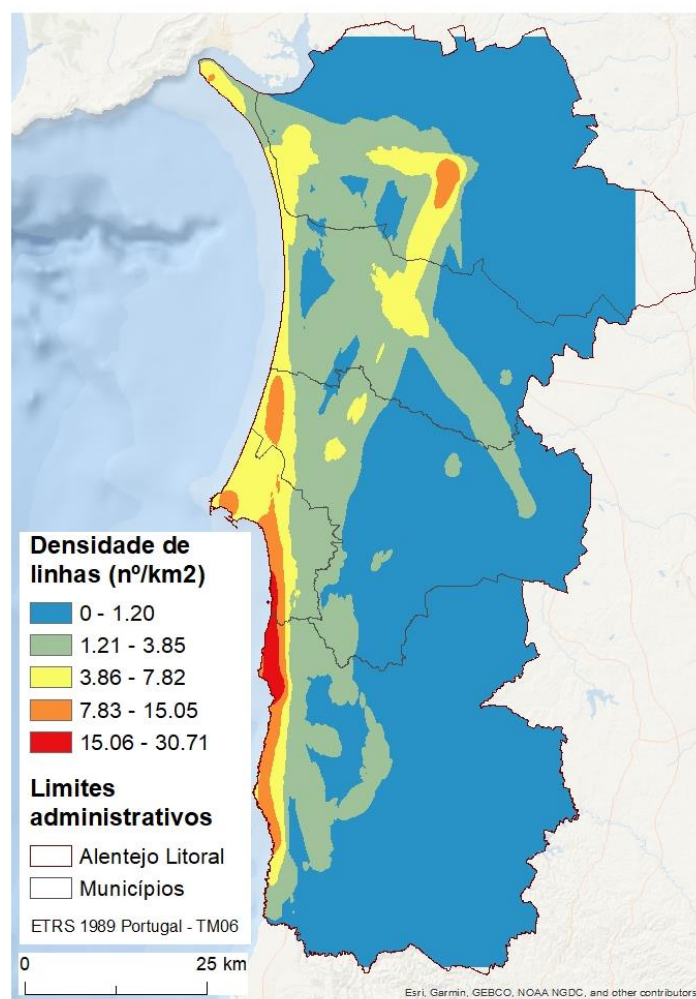 Densidade de
linhas (nº/km2)
0 - 1.20
1.21 - 3.85
3.86 - 7.82
7.83 - 15.05
15.06 - 30.71
Limites
administrativos
Alentejo Litoral
Municípios
ETRS 1989 Portugal - TM06
0 25 km
Esri, Garmin, GEBCO, NOAA NGDC, and other contributors